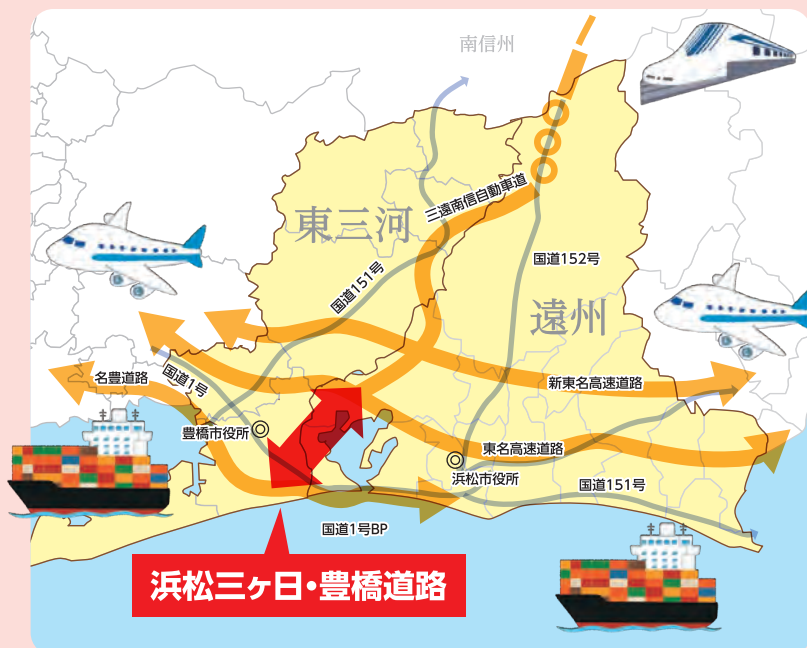 南信州
三遠南信自動車道
東三河
国道152号
国道151号
遠州
名豊道路
国道1号
新東名高速道路
豊橋市役所
東名高速道路
浜松市役所
国道151号
国道1号BP
浜松三ヶ日・豊橋道路